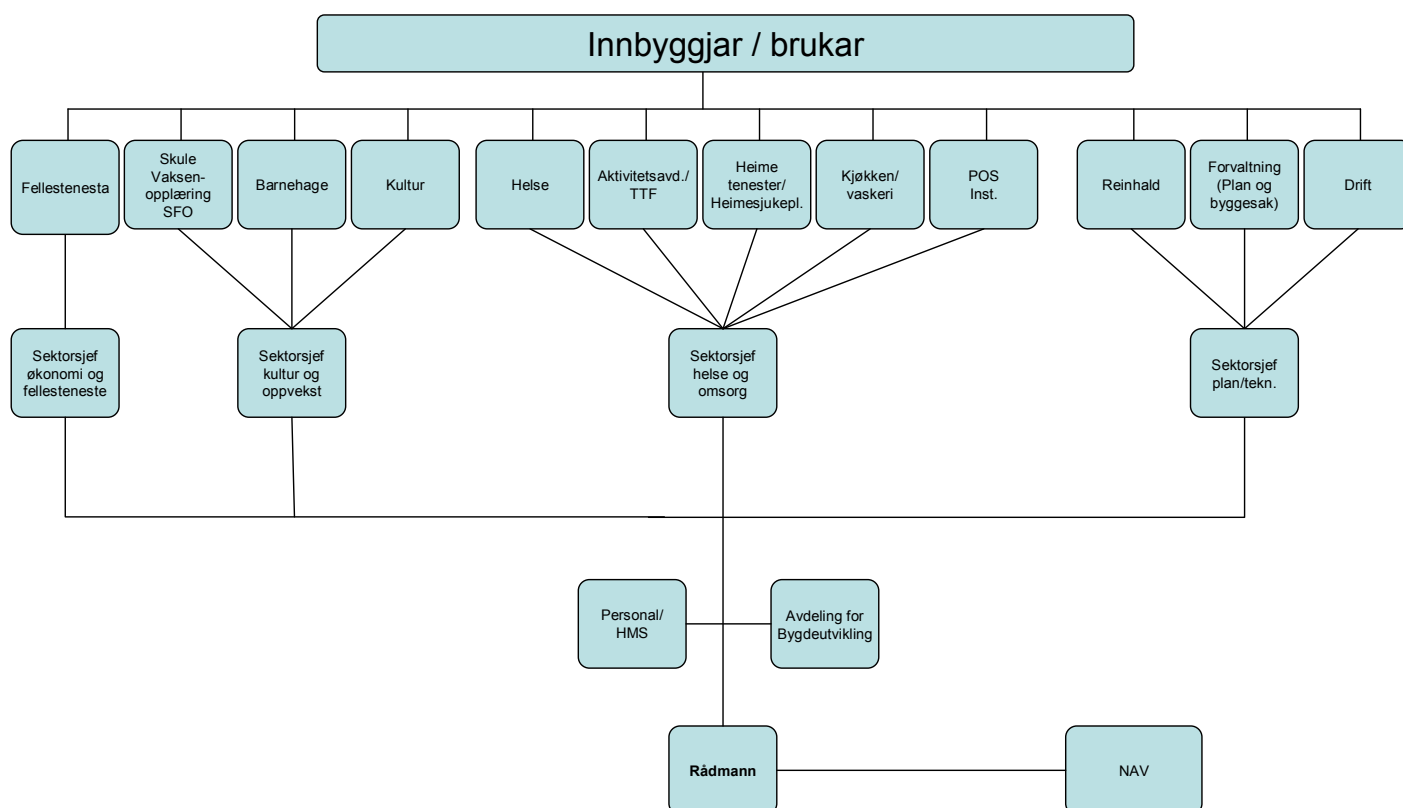 Innbyggjar / brukar
Fellestenesta
Skule
Vaksen-
opplæring
SFO
Barnehage
Kultur
Helse
Aktivitetsavd./
TTF
Heime
tenester/
Heimesjukepl.
Kjøkken/
vaskeri
POS
Inst.
Reinhald
Forvaltning
(Plan og
byggesak)
Drift
Sektorsjef
økonomi og
fellesteneste
Sektorsjef
kultur og
oppvekst
Sektorsjef
helse og
omsorg
Sektorsjef
plan/tekn.
Personal/
HMS
Avdeling for
Bygdeutvikling
Rådmann
NAV